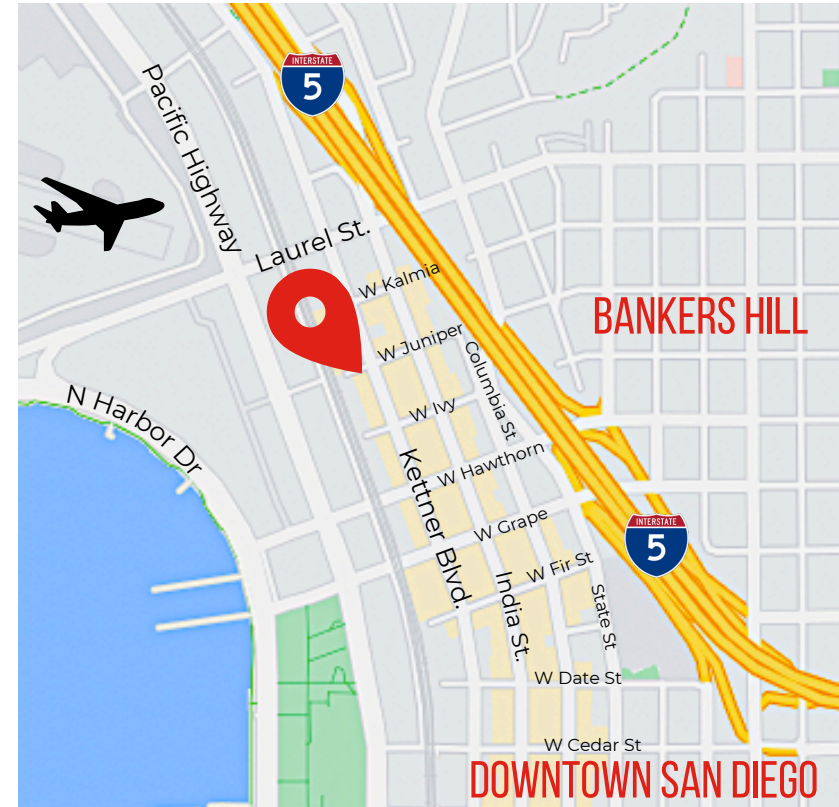 INTERSTATE
5
Pacific Highway
Laurel St.
W Kalmia
BANKERS HILL
W Juniper
Columbia St
N Harbor Dr
W Ivy
W Hawthorn
Kettner Blvd.
W Grape
INTERSTATE
5
W Fir St
India St.
State St
W Date St
W Cedar St
DOWNTOWN SAN DIEGO